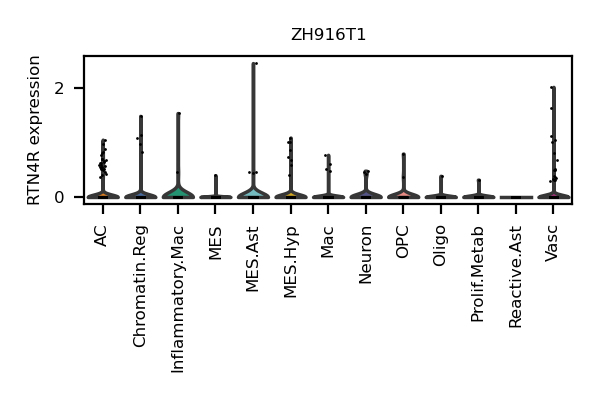 ZH916T1
RTN4R expression
2
0
AC
Chromatin.Reg
Inflammatory.Mac
MES
MES.Ast
MES.Hyp
Mac
Neuron
OPC
Oligo
Prolif.Metab
Reactive.Ast
Vasc